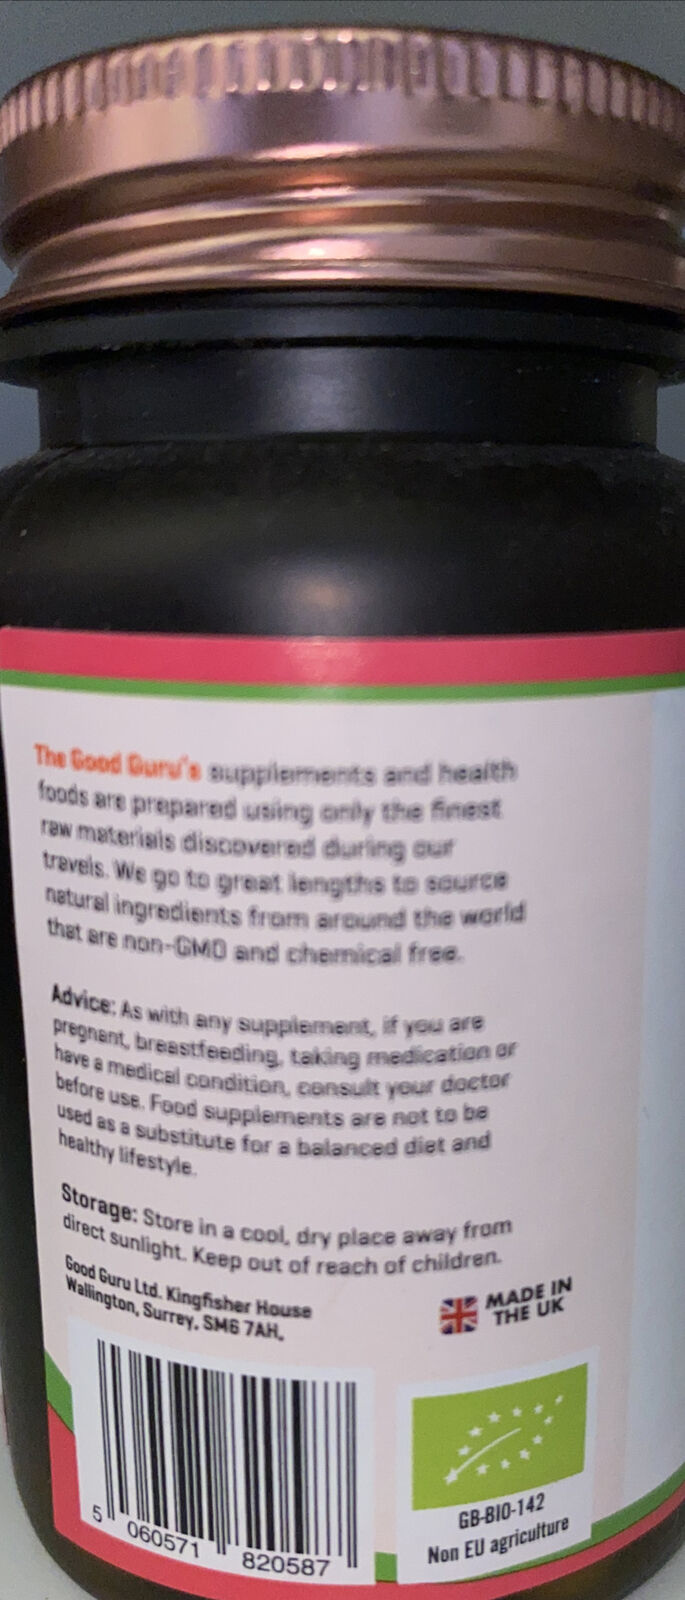 The Good Guru's supplements and health
foods are prepared using only the finest
raw materials discovered during our
travels. We go to great lengths to source
natural ingredients from around the world
that are non-GMO and chemical free.
Advice: As with any supplement, if you are
pregnant, breastfeeding, taking medication or
have a medical condition, consult your doctor
before use. Food supplements are not to be
used as a substitute for a balanced diet and
healthy lifestyle.
Storage: Store in a cool, dry place away from
direct sunlight. Keep out of reach of children.
Good Guru Ltd. Kingfisher House
Wallington, Surrey. SM6 7AH,
MADE IN
THE UK
5 060571 820587
GB-BIO-142
Non EU agriculture